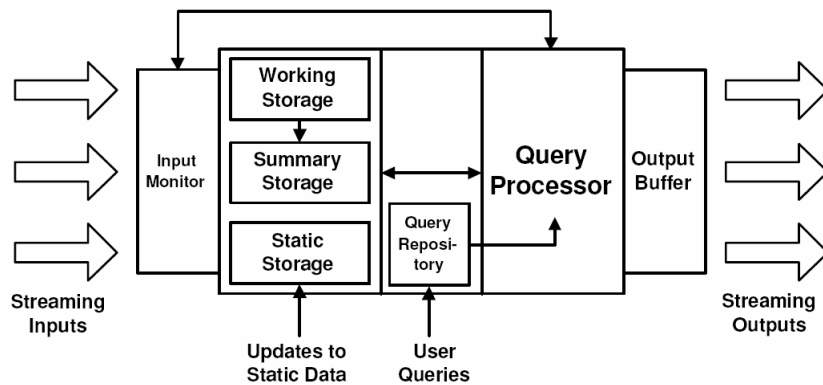 Working
Storage
Summary
Storage
Static
Storage
Input
Monitor
Query
Processor
Query
Reposi-
tory
Output
Buffer
Streaming
Inputs
Streaming
Outputs
Updates to
Static Data
User
Queries